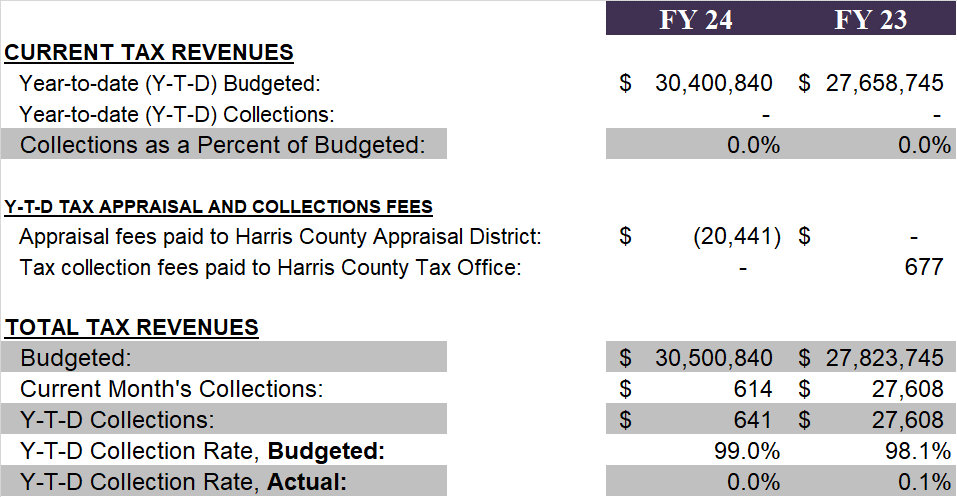 FY 24 FY 23
CURRENT TAX REVENUES
Year-to-date (Y-T-D) Budgeted: $ 30,400,840 $ 27,658,745
Year-to-date (Y-T-D) Collections: - -
Collections as a Percent of Budgeted: 0.0% 0.0%
Y-T-D TAX APPRAISAL AND COLLECTIONS FEES
Appraisal fees paid to Harris County Appraisal District: $ (20,441) $ -
Tax collection fees paid to Harris County Tax Office: - 677
TOTAL TAX REVENUES
Budgeted: $ 30,500,840 $ 27,823,745
Current Month's Collections: $ 614 $ 27,608
Y-T-D Collections: $ 641 $ 27,608
Y-T-D Collection Rate, Budgeted: 99.0% 98.1%
Y-T-D Collection Rate, Actual: 0.0% 0.1%